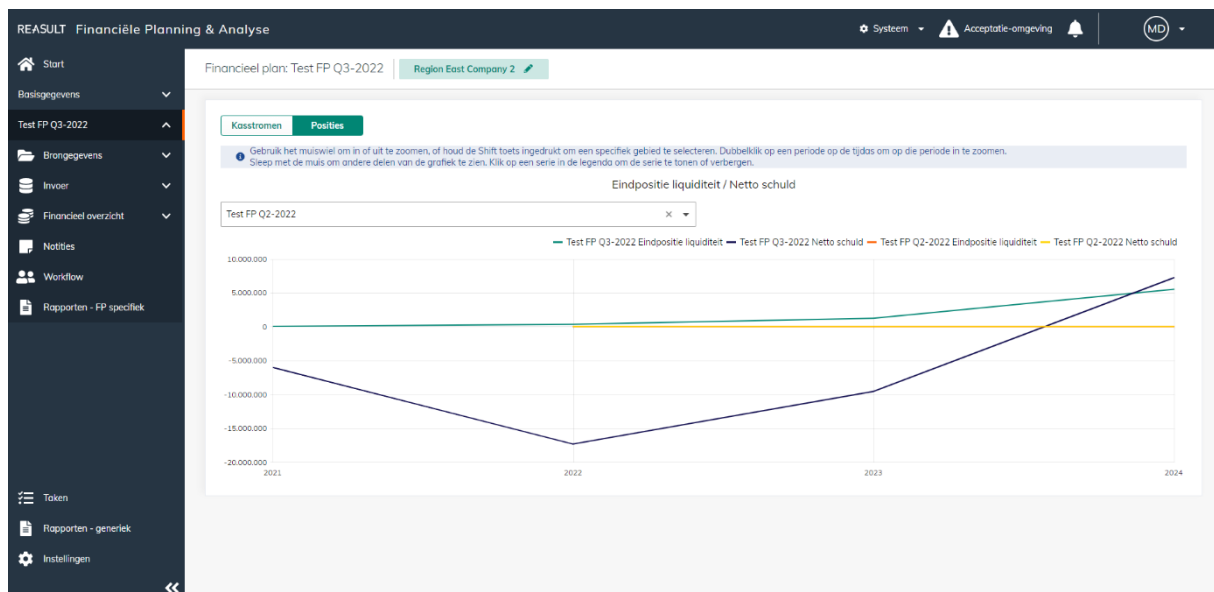 REASULT Financiële Planning & Analyse
Systeem
Acceptatie-omgeving
MD
Start
Basisgegevens
Test FP Q3-2022
Brongegevens
Invoer
Financieel overzicht
Notities
Workflow
Rapporten - FP specifiek
Taken
Rapporten - generiek
Instellingen
Financieel plan: Test FP Q3-2022
Region East Company 2
Kasstromen
Posities
Gebruik het muiswiel om in of uit te zoomen, of houd de Shift toets ingedrukt om een specifiek gebied te selecteren. Dubbelklik op een periode op de tijdas om op die periode in te zoomen.
Sleep met de muis om andere delen van de grafiek te zien. Klik op een serie in de legenda om de serie te tonen of verbergen.
Eindpositie liquiditeit / Netto schuld
Test FP Q2-2022
Test FP Q3-2022 Eindpositie liquiditeit
Test FP Q3-2022 Netto schuld
Test FP Q2-2022 Eindpositie liquiditeit
Test FP Q2-2022 Netto schuld
10.000.000
5.000.000
0
-5.000.000
-10.000.000
-15.000.000
-20.000.000
2021
2022
2023
2024